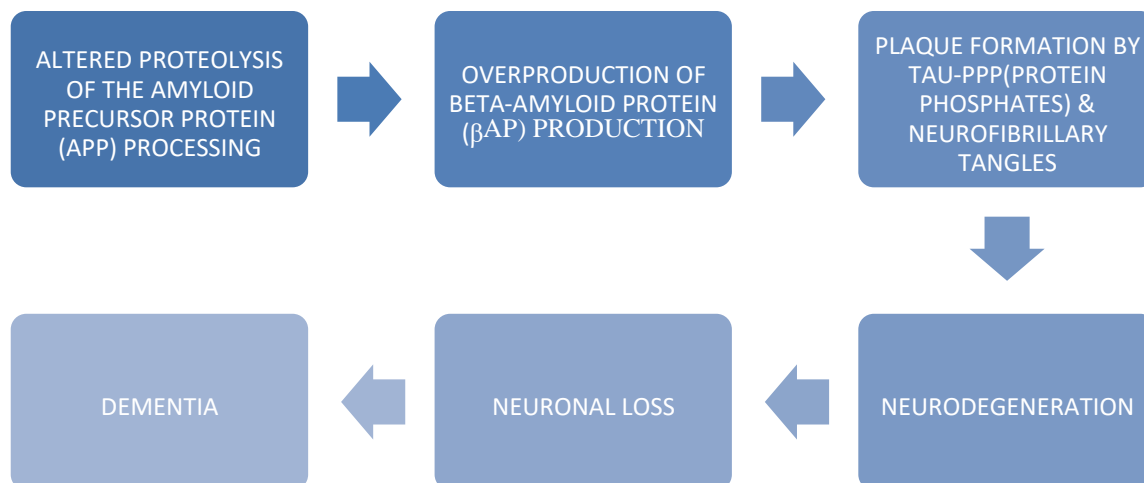 ALTERED PROTEOLYSIS
OF THE AMYLOID
PRECURSOR PROTEIN
(APP) PROCESSING
OVERPRODUCTION OF
BETA-AMYLOID PROTEIN
(βAP) PRODUCTION
PLAQUE FORMATION BY
TAU-PPP(PROTEIN
PHOSPHATES) &
NEUROFIBRILLARY
TANGLES
NEURODEGENERATION
NEURONAL LOSS
DEMENTIA